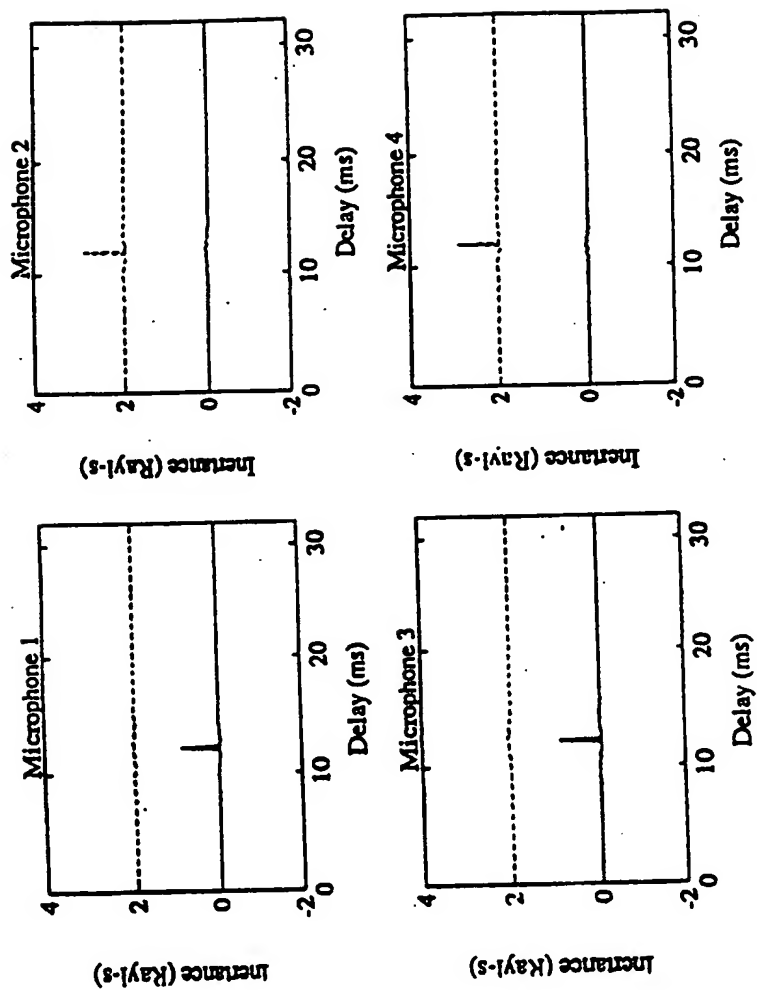 Microphone 1
4
2
0
-2
Inertance (Rayl-s)
0 10 20 30
Delay (ms)
Microphone 2
4
2
0
-2
Inertance (Rayl-s)
0 10 20 30
Delay (ms)
Microphone 3
4
2
0
-2
Inertance (Rayl-s)
0 10 20 30
Delay (ms)
Microphone 4
4
2
0
-2
Inertance (Rayl-s)
0 10 20 30
Delay (ms)